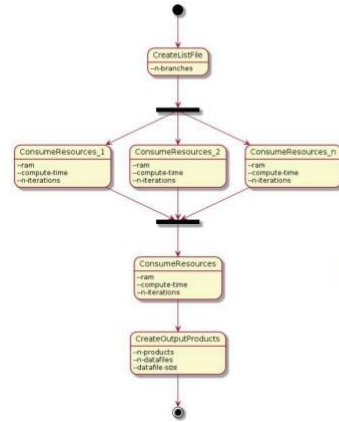 CreateListFile
--n-branches
ConsumeResources_1
--ram
--compute-time
--n-iterations
ConsumeResources_2
--ram
--compute-time
--n-iterations
ConsumeResources_n
--ram
--compute-time
--n-iterations
ConsumeResources
--ram
--compute-time
--n-iterations
CreateOutputProducts
--n-products
--n-datafiles
--datafile-size